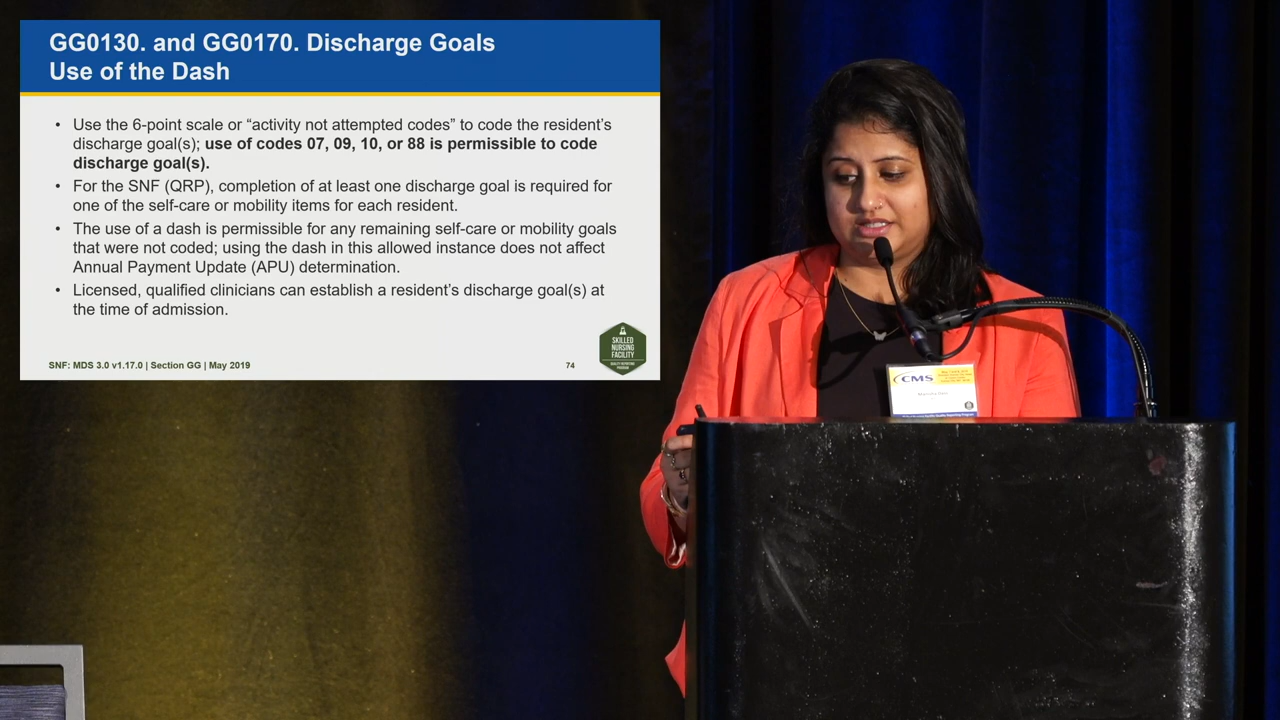 GG0130. and GG0170. Discharge Goals
Use of the Dash
• Use the 6-point scale or “activity not attempted codes” to code the resident’s
discharge goal(s); use of codes 07, 09, 10, or 88 is permissible to code
discharge goal(s).
• For the SNF (QRP), completion of at least one discharge goal is required for
one of the self-care or mobility items for each resident.
• The use of a dash is permissible for any remaining self-care or mobility goals
that were not coded; using the dash in this allowed instance does not affect
Annual Payment Update (APU) determination.
• Licensed, qualified clinicians can establish a resident’s discharge goal(s) at
the time of admission.
SKILLED
NURSING
FACILITY
SNF: MDS 3.0 v1.17.0 | Section GG | May 2019
74
CMS